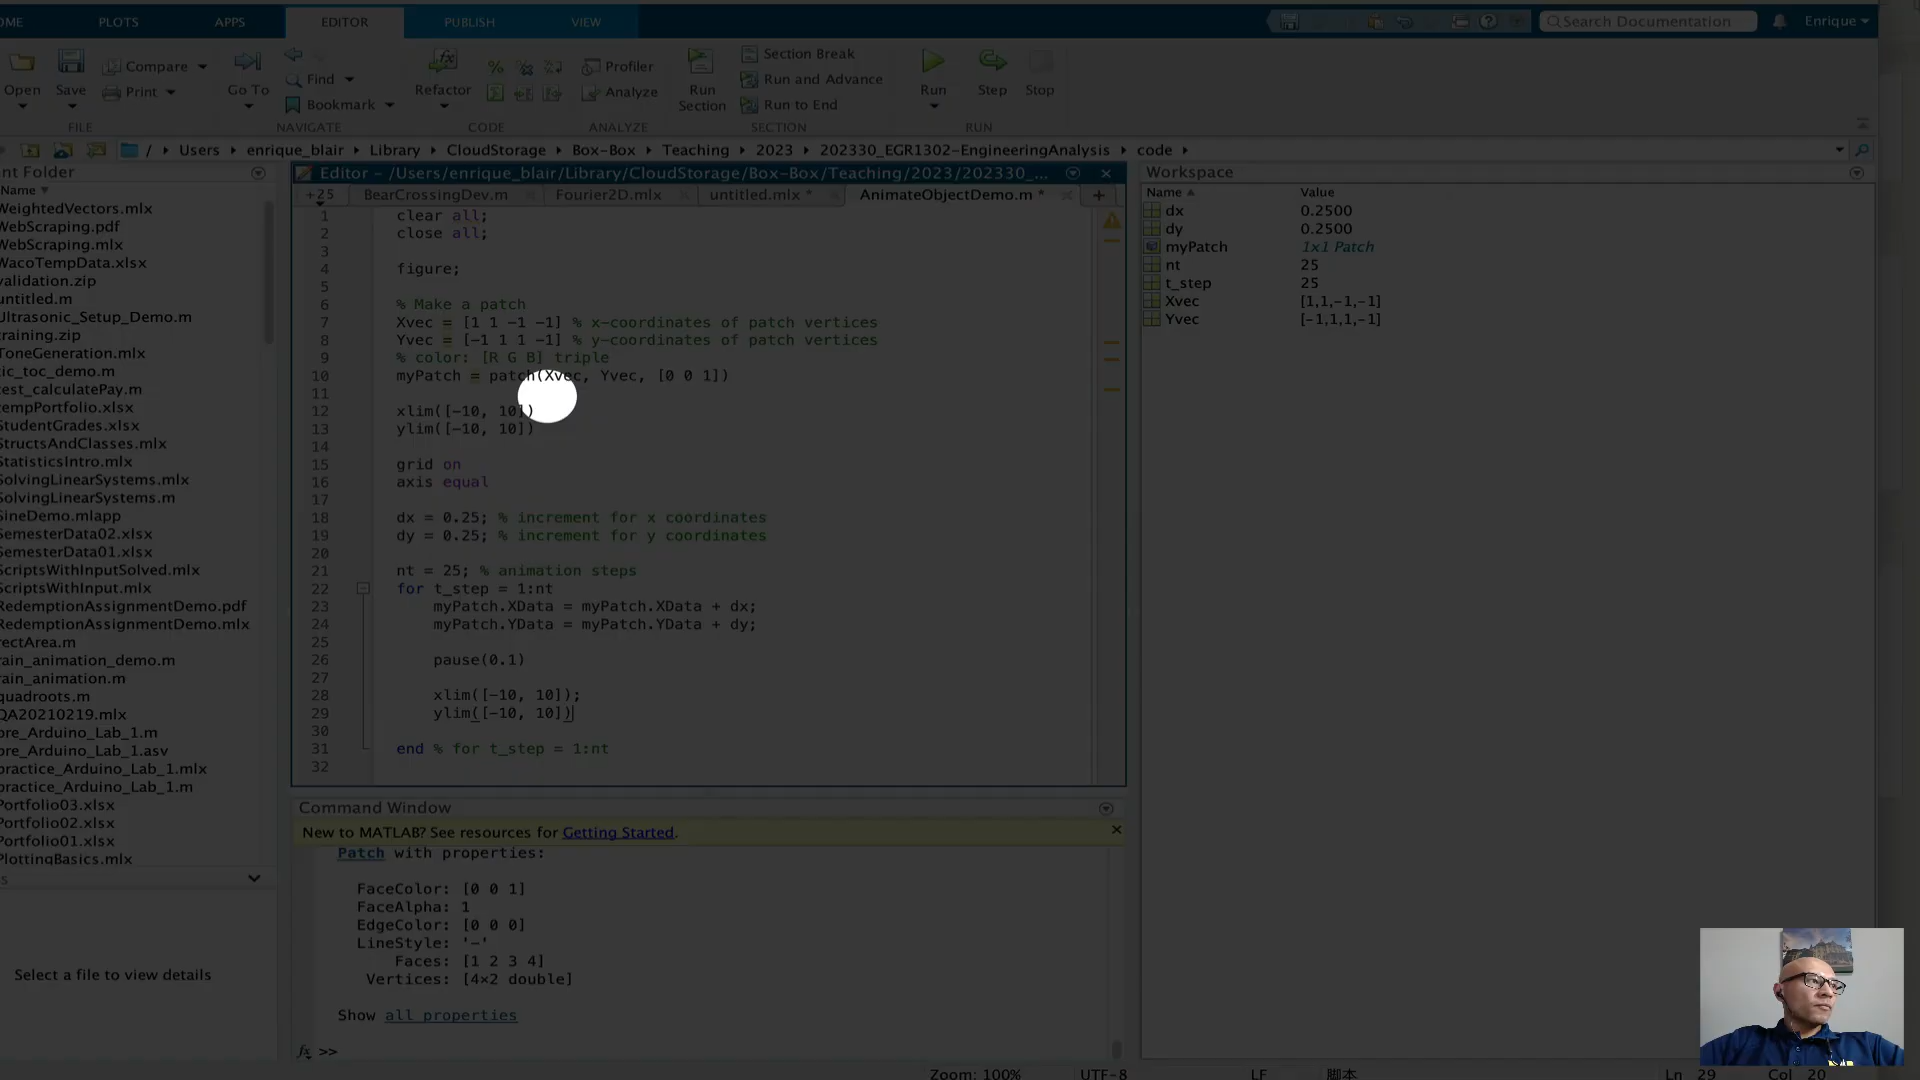 OME PLOTS APPS EDITOR PUBLISH VIEW Search Documentation Enrique
Open Save Compare Print Go To Find Bookmark Refactor Profiler Analyze Run Section Section Break Run and Advance Run to End Run Step Stop
FILE NAVIGATE CODE ANALYZE SECTION RUN
/ Users enrique_blair Library CloudStorage Box-Box Teaching 2023 202330_EGR1302-EngineeringAnalysis code
nt Folder
Name
WeightedVectors.mlx
WebScraping.pdf
WebScraping.mlx
WacoTempData.xlsx
validation.zip
untitled.m
Ultrasonic_Setup_Demo.m
training.zip
ToneGeneration.mlx
tic_toc_demo.m
test_calculatePay.m
tempPortfolio.xlsx
StudentGrades.xlsx
StructsAndClasses.mlx
StatisticsIntro.mlx
SolvingLinearSystems.mlx
SolvingLinearSystems.m
SineDemo.mlapp
SemesterData02.xlsx
SemesterData01.xlsx
ScriptsWithInputSolved.mlx
ScriptsWithInput.mlx
RedemptionAssignmentDemo.pdf
RedemptionAssignmentDemo.mlx
rectArea.m
rain_animation_demo.m
rain_animation.m
quadroots.m
QA20210219.mlx
pre_Arduino_Lab_1.m
pre_Arduino_Lab_1.asv
practice_Arduino_Lab_1.mlx
practice_Arduino_Lab_1.m
Portfolio03.xlsx
Portfolio02.xlsx
Portfolio01.xlsx
PlottingBasics.mlx
s
Select a file to view details
Editor - /Users/enrique_blair/Library/CloudStorage/Box-Box/Teaching/2023/202330_...
+25 BearCrossingDev.m Fourier2D.mlx untitled.mlx * AnimateObjectDemo.m * +
1 clear all;
2 close all;
3
4 figure;
5
6 % Make a patch
7 Xvec = [1 1 -1 -1] % x-coordinates of patch vertices
8 Yvec = [-1 1 1 -1] % y-coordinates of patch vertices
9 % color: [R G B] triple
10 myPatch = patch(Xvec, Yvec, [0 0 1])
11
12 xlim([-10, 10])
13 ylim([-10, 10])
14
15 grid on
16 axis equal
17
18 dx = 0.25; % increment for x coordinates
19 dy = 0.25; % increment for y coordinates
20
21 nt = 25; % animation steps
22 for t_step = 1:nt
23 myPatch.XData = myPatch.XData + dx;
24 myPatch.YData = myPatch.YData + dy;
25
26 pause(0.1)
27
28 xlim([-10, 10]);
29 ylim([-10, 10])
30
31 end % for t_step = 1:nt
32
Command Window
New to MATLAB? See resources for Getting Started.
Patch with properties:
FaceColor: [0 0 1]
FaceAlpha: 1
EdgeColor: [0 0 0]
LineStyle: '-'
Faces: [1 2 3 4]
Vertices: [4×2 double]
Show all properties
fx >>
Workspace
Name Value
dx 0.2500
dy 0.2500
myPatch 1x1 Patch
nt 25
t_step 25
Xvec [1,1,-1,-1]
Yvec [-1,1,1,-1]
Zoom: 100% UTF-8 LF 脚本 Ln 29 Col 20